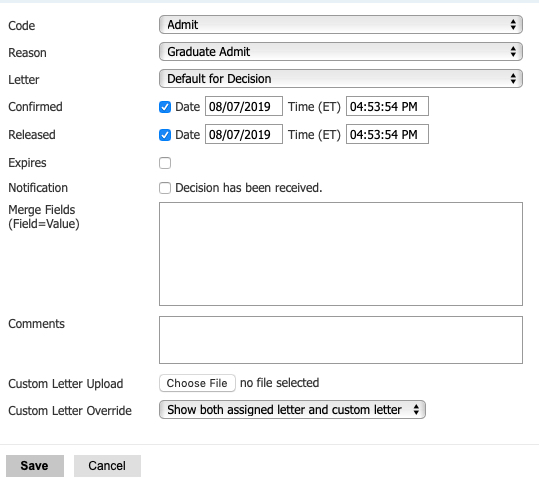 Code Admit
Reason Graduate Admit
Letter Default for Decision
Confirmed Date 08/07/2019 Time (ET) 04:53:54 PM
Released Date 08/07/2019 Time (ET) 04:53:54 PM
Expires
Notification Decision has been received.
Merge Fields
(Field=Value)
Comments
Custom Letter Upload Choose File no file selected
Custom Letter Override Show both assigned letter and custom letter
Save Cancel